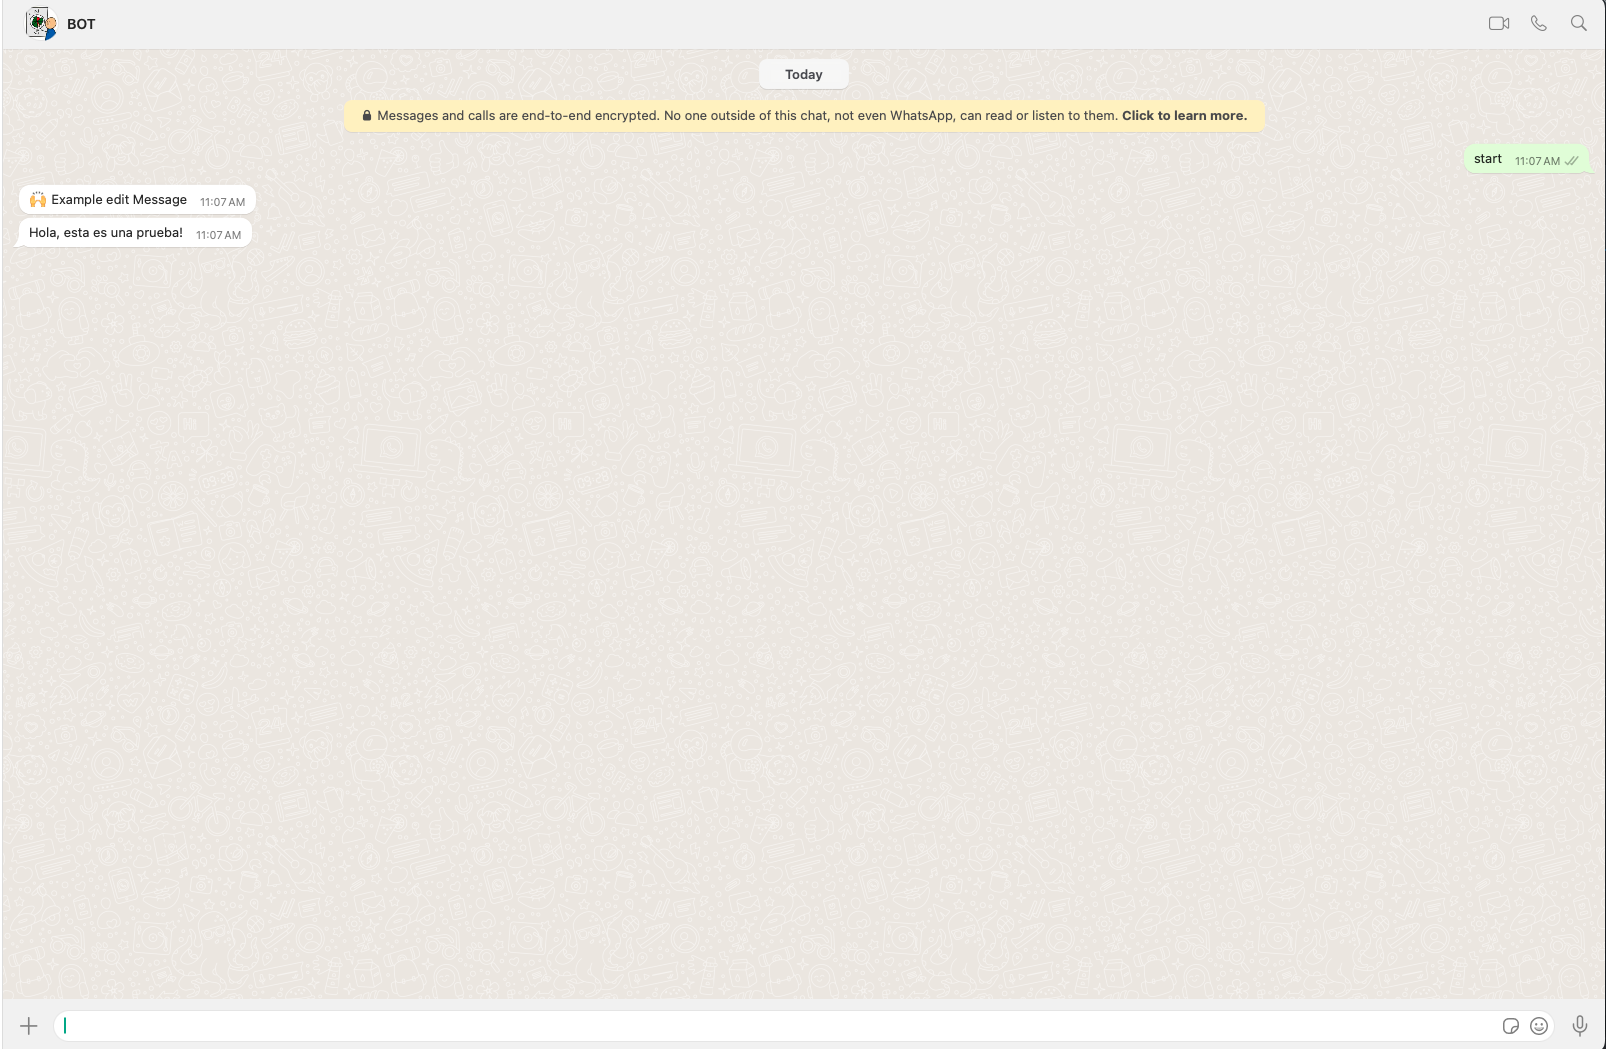 BOT
Today
Messages and calls are end-to-end encrypted. No one outside of this chat, not even WhatsApp, can read or listen to them. Click to learn more.
start 11:07 AM
🙌 Example edit Message 11:07 AM
Hola, esta es una prueba! 11:07 AM